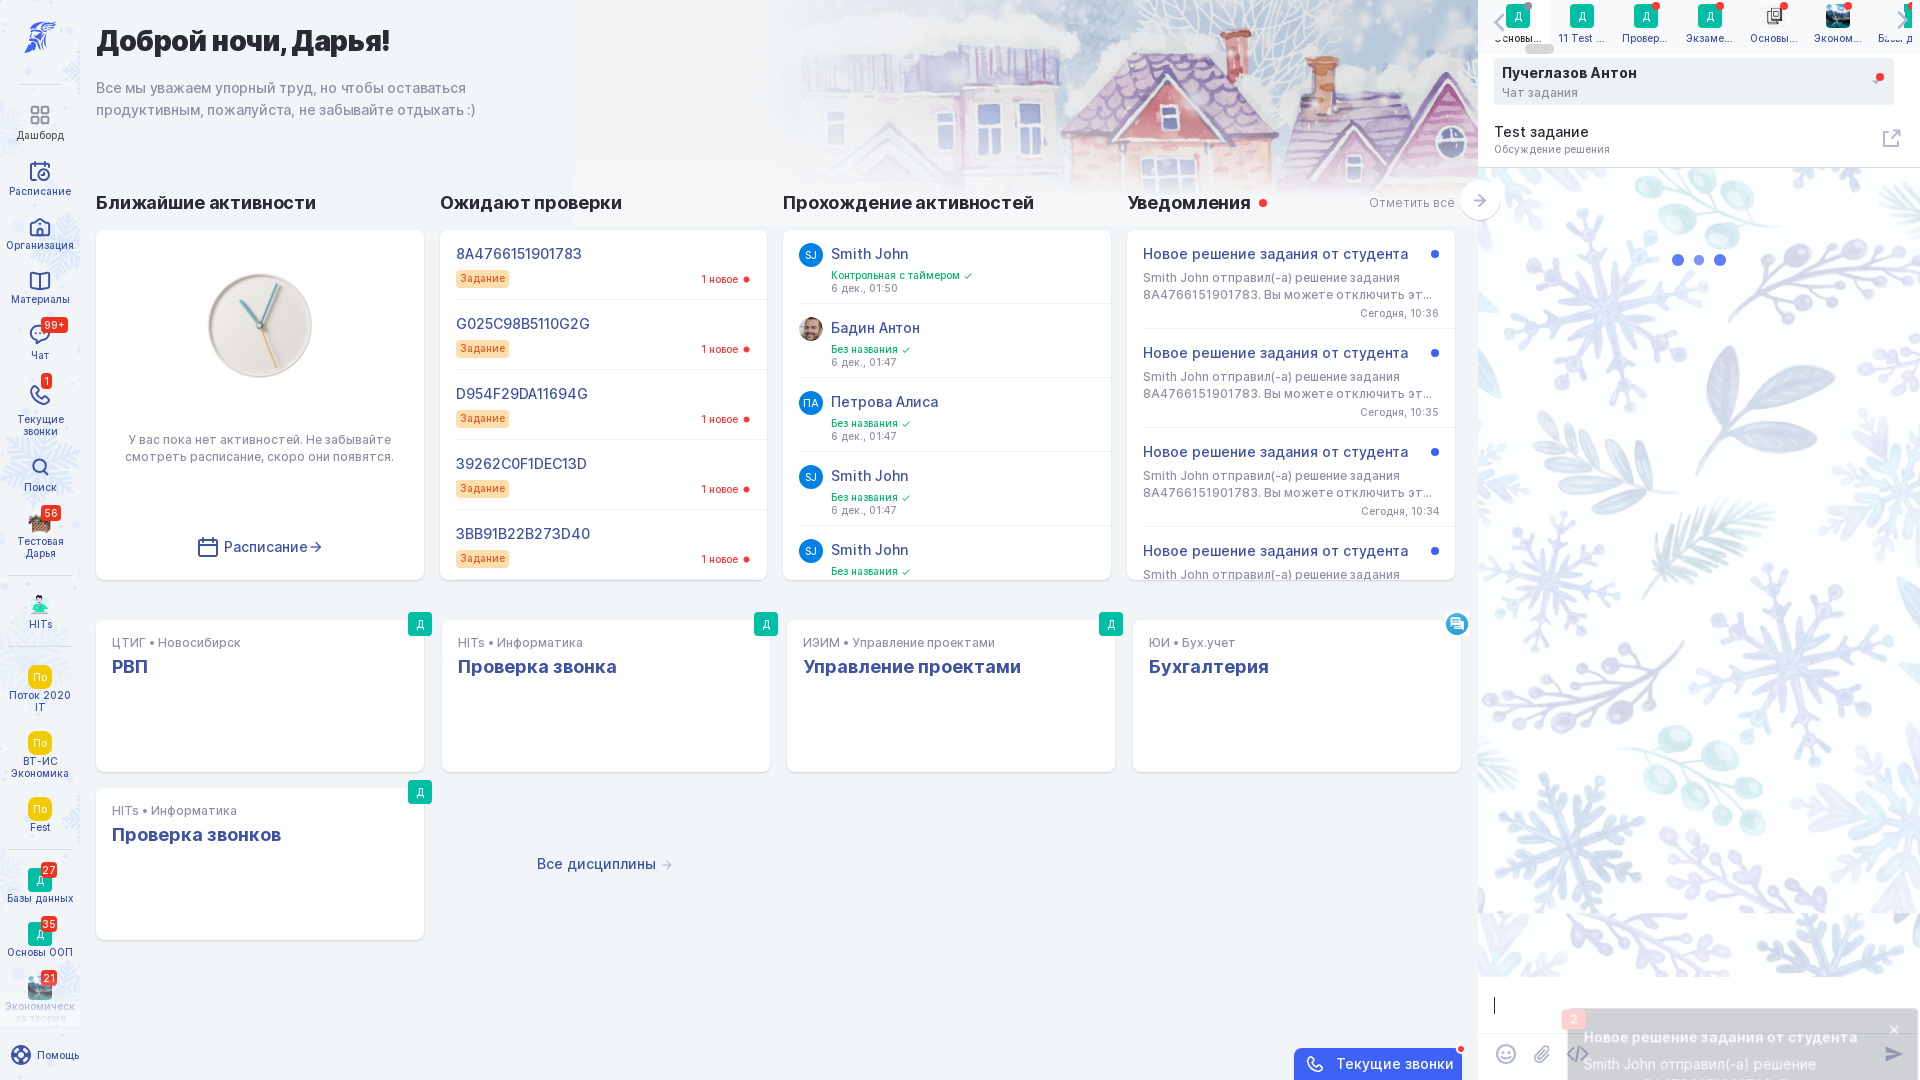 Доброй ночи, Дарья!
Все мы уважаем упорный труд, но чтобы оставаться
продуктивным, пожалуйста, не забывайте отдыхать :)
Дашборд
Расписание
Организация
Материалы
99+
Чат
1
Текущие
звонки
Поиск
56
Тестовая
Дарья
HITs
По
Поток 2020
IT
По
ВТ-ИС
Экономика
По
Fest
27
Д
Базы данных
35
Д
Основы ООП
21
Экономическ
ая теория
Помощь
Ближайшие активности
У вас пока нет активностей. Не забывайте
смотреть расписание, скоро они появятся.
Расписание
Ожидают проверки
8A4766151901783
Задание
1 новое
G025C98B5110G2G
Задание
1 новое
D954F29DA11694G
Задание
1 новое
39262C0F1DEC13D
Задание
1 новое
3BB91B22B273D40
Задание
1 новое
Прохождение активностей
SJ
Smith John
Контрольная с таймером
6 дек., 01:50
Бадин Антон
Без названия
6 дек., 01:47
ПА
Петрова Алиса
Без названия
6 дек., 01:47
SJ
Smith John
Без названия
6 дек., 01:47
SJ
Smith John
Без названия
Уведомления
Отметить всё
Новое решение задания от студента
Smith John отправил(-а) решение задания
8A4766151901783. Вы можете отключить эт...
Сегодня, 10:36
Новое решение задания от студента
Smith John отправил(-а) решение задания
8A4766151901783. Вы можете отключить эт...
Сегодня, 10:35
Новое решение задания от студента
Smith John отправил(-а) решение задания
8A4766151901783. Вы можете отключить эт...
Сегодня, 10:34
Новое решение задания от студента
Smith John отправил(-а) решение задания
Д
ЦТИГ • Новосибирск
РВП
Д
HITs • Информатика
Проверка звонка
Д
ИЭИМ • Управление проектами
Управление проектами
ЮИ • Бух.учет
Бухгалтерия
Д
HITs • Информатика
Проверка звонков
Все дисциплины
Текущие звонки
Д
Основы...
Д
11 Test ...
Д
Провер...
Д
Экзаме...
Основы...
Эконом...
Базы д
Пучеглазов Антон
Чат задания
Test задание
Обсуждение решения
2
Новое решение задания от студента
Smith John отправил(-а) решение